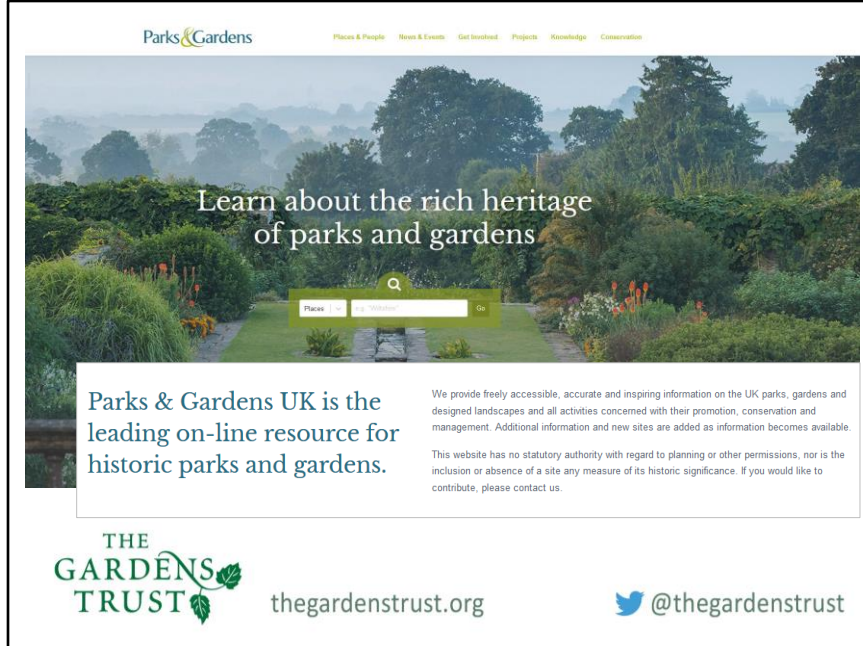 Parks & Gardens
Places & People News & Events Get Involved Projects Knowledge Conservation
Learn about the rich heritage
of parks and gardens
Places e.g. "Wiltshire" Go
Parks & Gardens UK is the
leading on-line resource for
historic parks and gardens.
We provide freely accessible, accurate and inspiring information on the UK parks, gardens and
designed landscapes and all activities concerned with their promotion, conservation and
management. Additional information and new sites are added as information becomes available.
This website has no statutory authority with regard to planning or other permissions, nor is the
inclusion or absence of a site any measure of its historic significance. If you would like to
contribute, please contact us.
THE
GARDENS
TRUST
thegardenstrust.org
@thegardenstrust